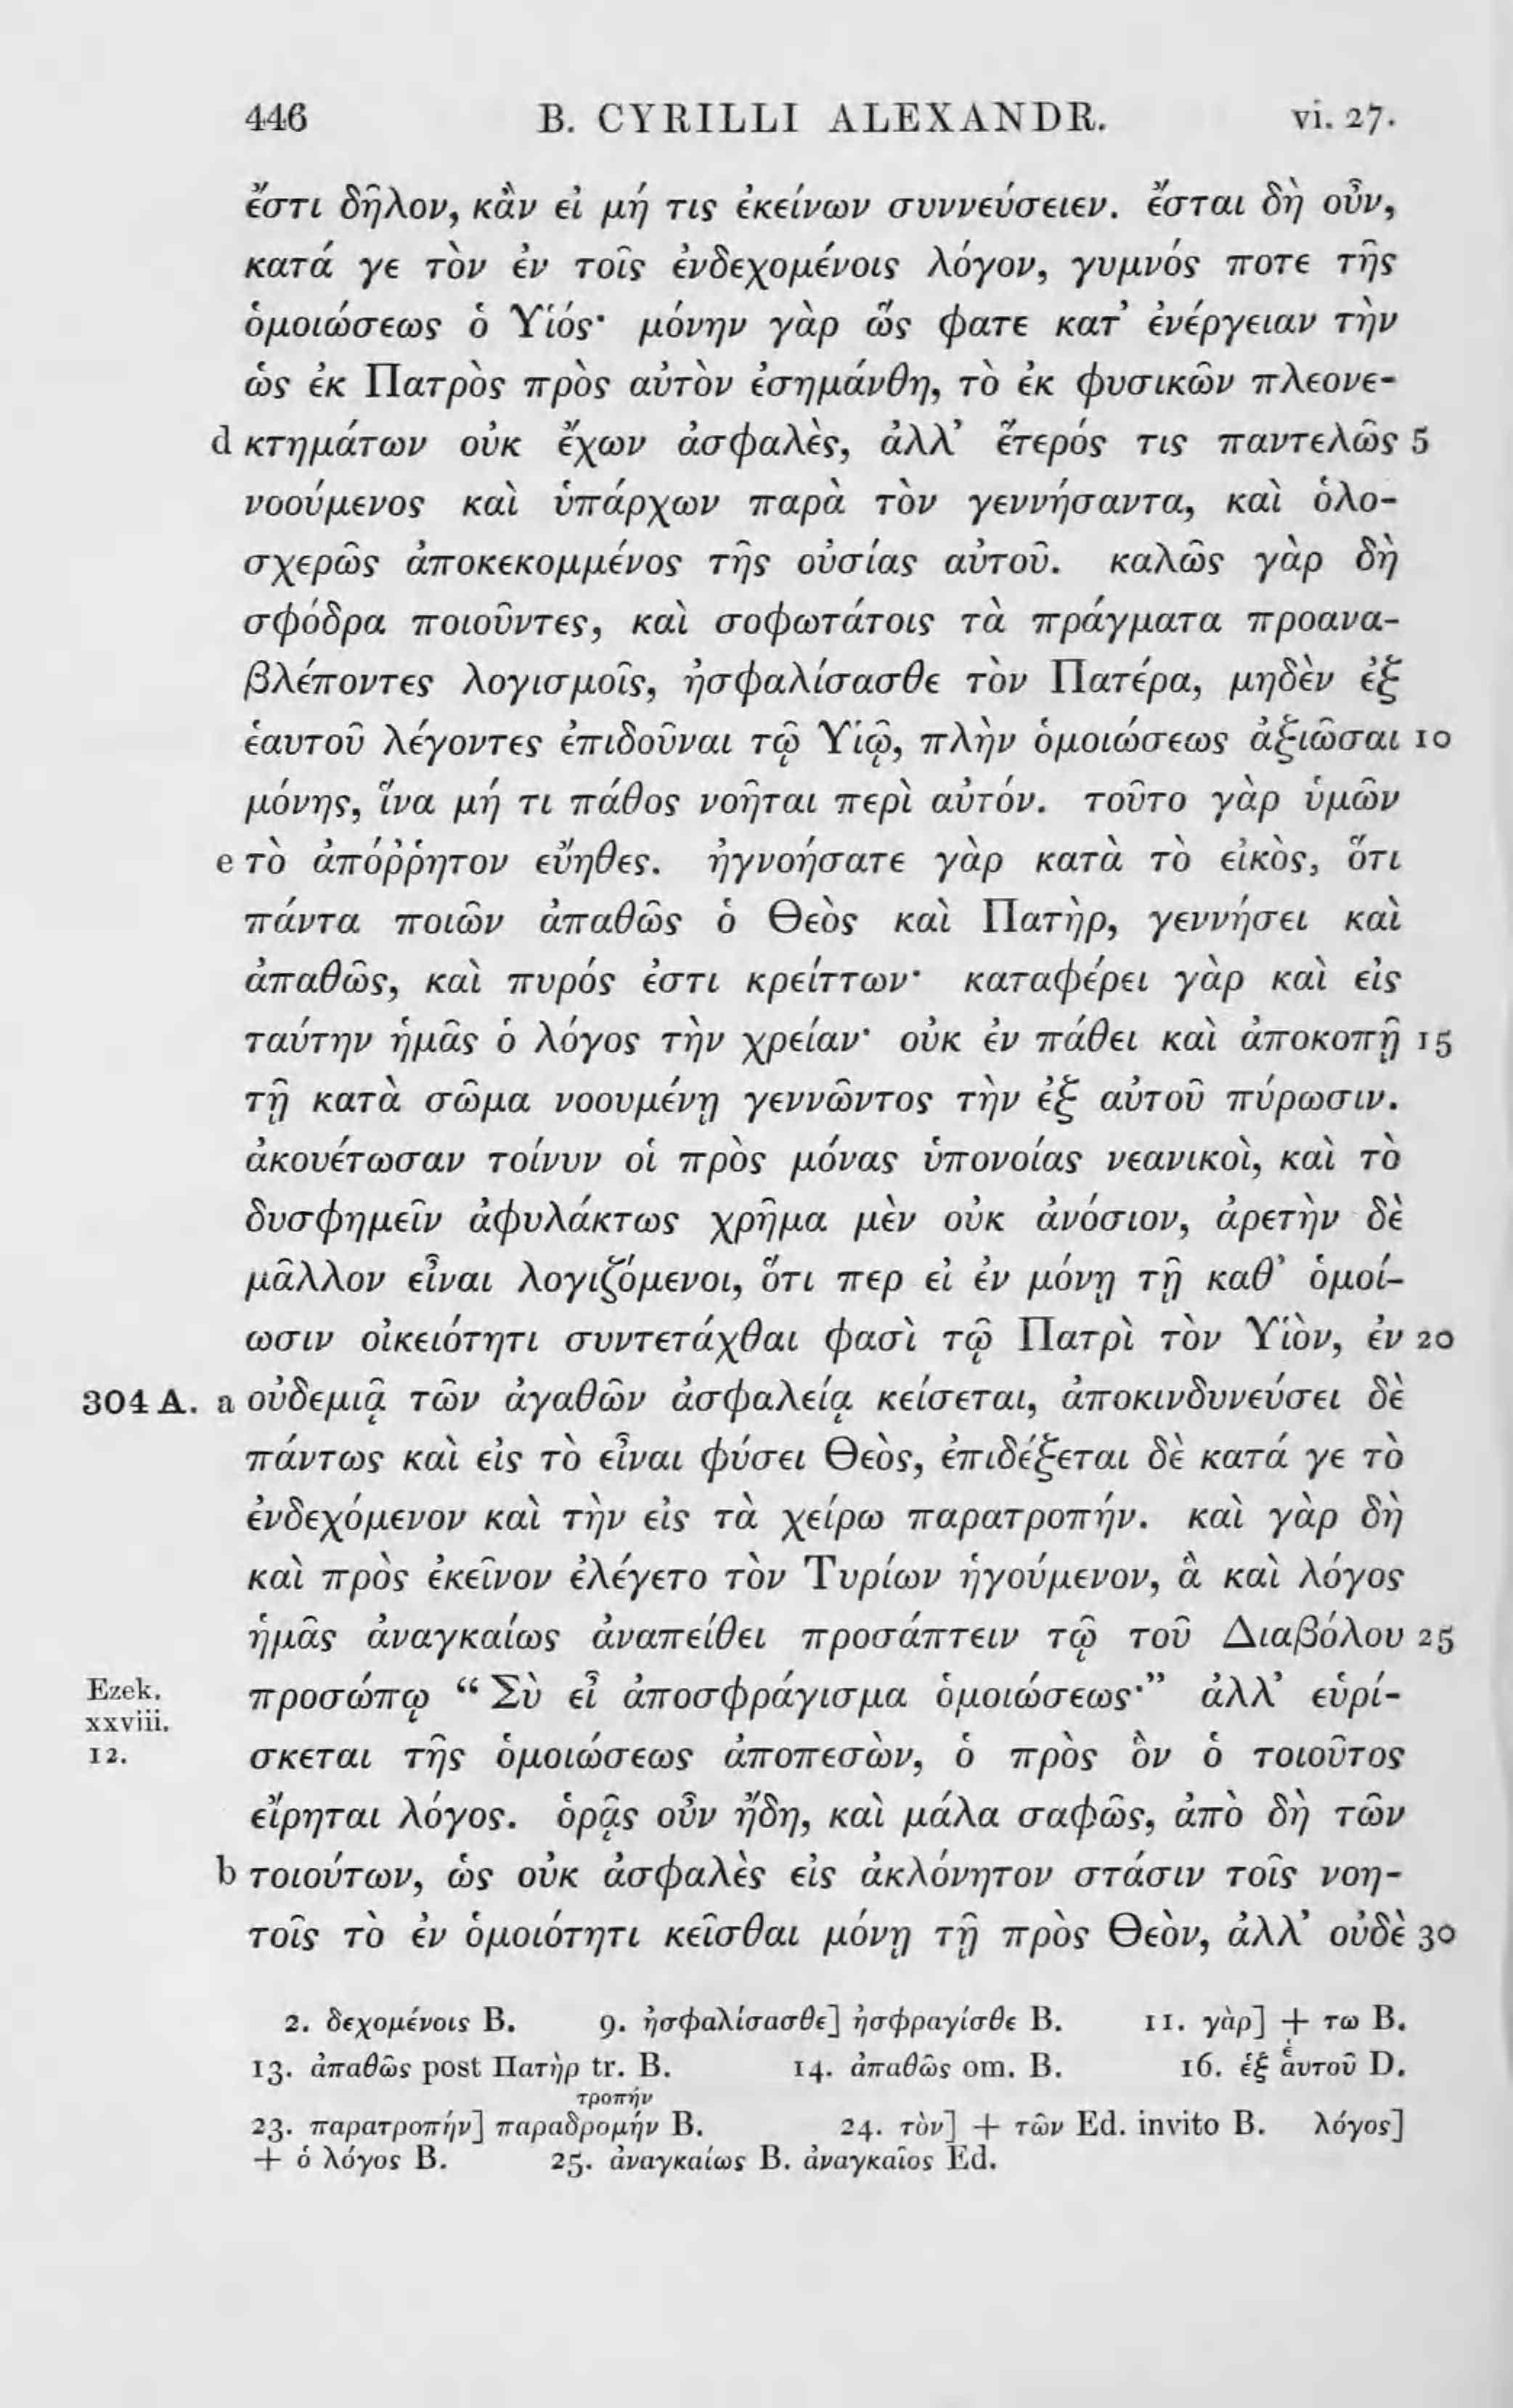 446 B. CYRILLI ALEXANDR. vi. 27.
ἔστι δῆλον, κἂν εἰ μή τις ἐκείνων συννεύσειεν. ἔσται δὴ οὖν,
κατά γε τὸν ἐν τοῖς ἐνδεχομένοις λόγον, γυμνός ποτε τῆς
ὁμοιώσεως ὁ Υἱός· μόνην γὰρ ὥς φατε κατ’ ἐνέργειαν τὴν
ὡς ἐκ Πατρὸς πρὸς αὐτὸν ἐσημάνθη, τὸ ἐκ φυσικῶν πλεονε-
d κτημάτων οὐκ ἔχων ἀσφαλὲς, ἀλλ’ ἕτερός τις παντελῶς 5
νοούμενος καὶ ὑπάρχων παρὰ τὸν γεννήσαντα, καὶ ὁλο-
σχερῶς ἀποκεκομμένος τῆς οὐσίας αὐτοῦ. καλῶς γὰρ δὴ
σφόδρα ποιοῦντες, καὶ σοφωτάτοις τὰ πράγματα προανα-
βλέποντες λογισμοῖς, ἠσφαλίσασθε τὸν Πατέρα, μηδὲν ἐξ
ἑαυτοῦ λέγοντες ἐπιδοῦναι τῷ Υἱῷ, πλὴν ὁμοιώσεως ἀξιῶσαι 10
μόνης, ἵνα μή τι πάθος νοῆται περὶ αὐτόν. τοῦτο γὰρ ὑμῶν
e τὸ ἀπόῤῥητον εὔηθες. ἠγνοήσατε γὰρ κατὰ τὸ εἰκὸς, ὅτι
πάντα ποιῶν ἀπαθῶς ὁ Θεὸς καὶ Πατὴρ, γεννήσει καὶ
ἀπαθῶς, καὶ πυρός ἐστι κρείττων· καταφέρει γὰρ καὶ εἰς
ταύτην ἡμᾶς ὁ λόγος τὴν χρείαν· οὐκ ἐν πάθει καὶ ἀποκοπῇ 15
τῇ κατὰ σῶμα νοουμένῃ γεννῶντος τὴν ἐξ αὐτοῦ πύρωσιν.
ἀκουέτωσαν τοίνυν οἱ πρὸς μόνας ὑπονοίας νεανικοὶ, καὶ τὸ
δυσφημεῖν ἀφυλάκτως χρῆμα μὲν οὐκ ἀνόσιον, ἀρετὴν δὲ
μᾶλλον εἶναι λογιζόμενοι, ὅτι περ εἰ ἐν μόνῃ τῇ καθ’ ὁμοί-
ωσιν οἰκειότητι συντετάχθαι φασὶ τῷ Πατρὶ τὸν Υἱὸν, ἐν 20
304 A. a οὐδεμιᾷ τῶν ἀγαθῶν ἀσφαλείᾳ κείσεται, ἀποκινδυνεύσει δὲ
πάντως καὶ εἰς τὸ εἶναι φύσει Θεὸς, ἐπιδέξεται δὲ κατά γε τὸ
ἐνδεχόμενον καὶ τὴν εἰς τὰ χείρω παρατροπήν. καὶ γὰρ δὴ
καὶ πρὸς ἐκεῖνον ἐλέγετο τὸν Τυρίων ἡγούμενον, ἃ καὶ λόγος
ἡμᾶς ἀναγκαίως ἀναπείθει προσάπτειν τῷ τοῦ Διαβόλου 25
Ezek. προσώπῳ “Σὺ εἶ ἀποσφράγισμα ὁμοιώσεως·” ἀλλ’ εὑρί-
xxviii.
12. σκεται τῆς ὁμοιώσεως ἀποπεσὼν, ὁ πρὸς ὃν ὁ τοιοῦτος
εἴρηται λόγος. ὁρᾷς οὖν ἤδη, καὶ μάλα σαφῶς, ἀπὸ δὴ τῶν
b τοιούτων, ὡς οὐκ ἀσφαλὲς εἰς ἀκλόνητον στάσιν τοῖς νοη-
τοῖς τὸ ἐν ὁμοιότητι κεῖσθαι μόνῃ τῇ πρὸς Θεὸν, ἀλλ’ οὐδὲ 30
2. δεχομένοις B. 9. ἠσφαλίσασθε] ἠσφραγίσθε B. 11. γὰρ] + τω B.
13. ἀπαθῶς post Πατὴρ tr. B. 14. ἀπαθῶς om. B. 16. ἐξ ἑαυτοῦ D.
τροπήν
23. παρατροπήν] παραδρομήν B. 24. τὸν] + τῶν Ed. invito B. λόγος]
+ ὁ λόγος B. 25. ἀναγκαίως B. ἀναγκαῖος Ed.